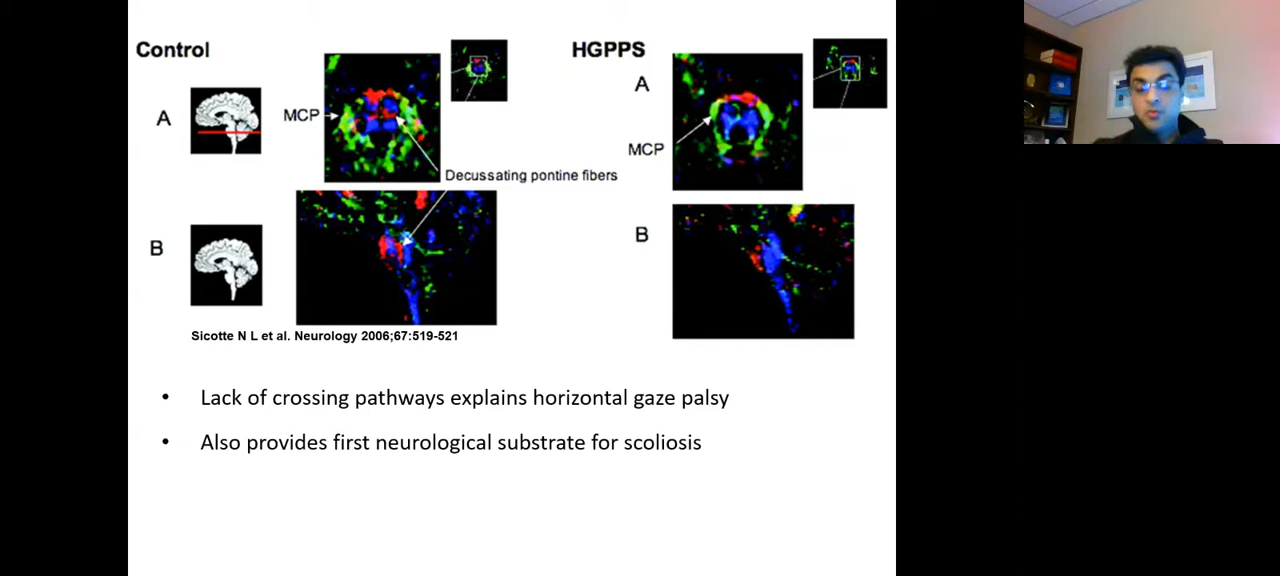 Control
HGPPS
A
MCP
Decussating pontine fibers
A
MCP
B
B
Sicotte N L et al. Neurology 2006;67:519-521
• Lack of crossing pathways explains horizontal gaze palsy
• Also provides first neurological substrate for scoliosis